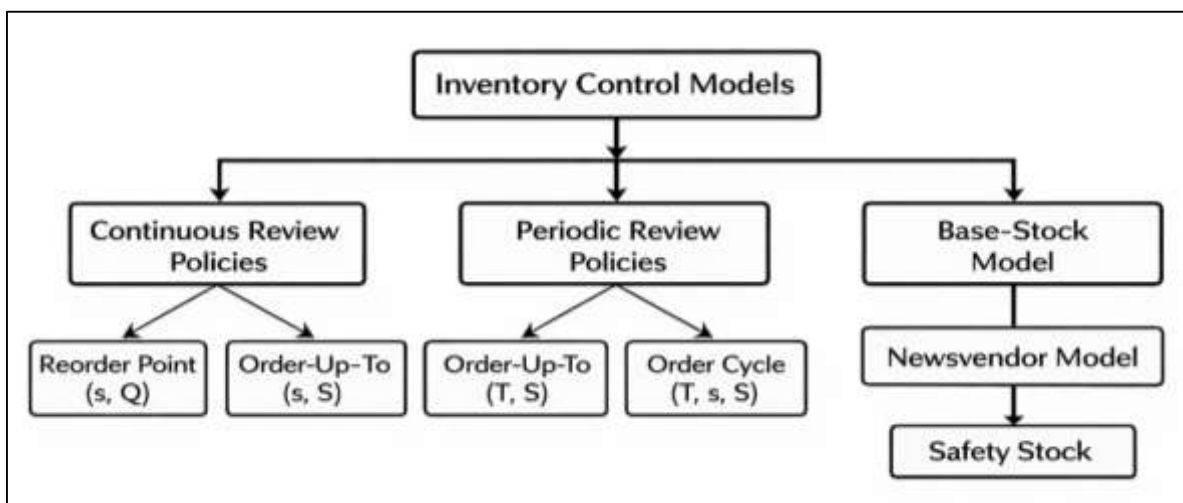 Inventory Control Models
Continuous Review
Policies
Periodic Review
Policies
Base-Stock
Model
Reorder Point
(s, Q)
Order-Up-To
(s, S)
Order-Up-To
(T, S)
Order Cycle
(T, s, S)
Newsvendor Model
Safety Stock